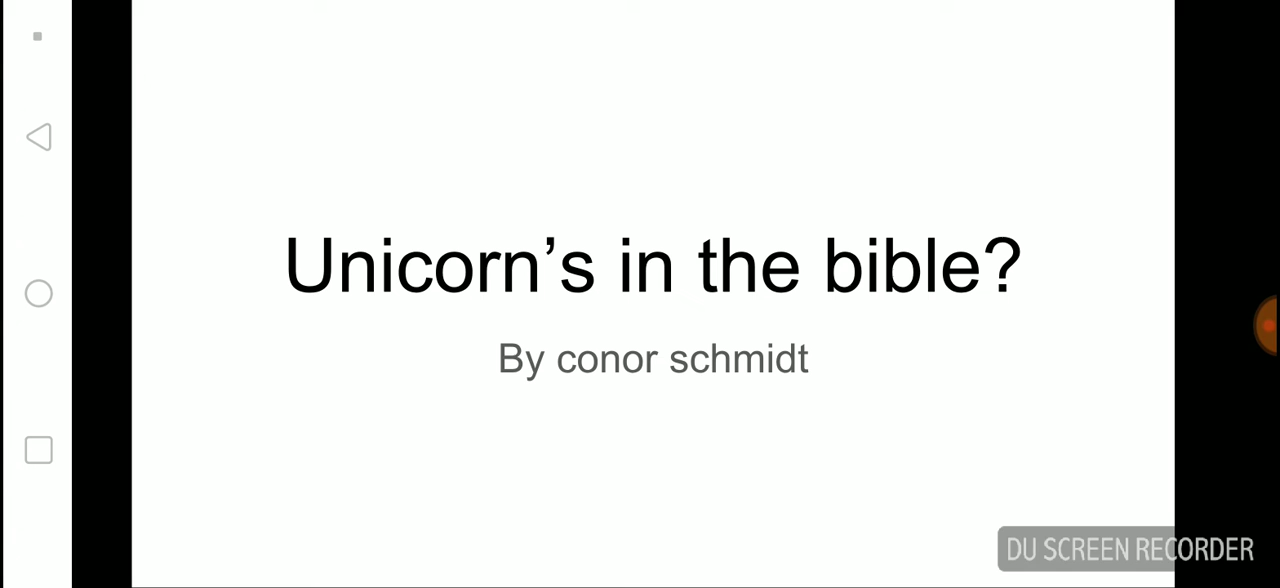 Unicorn’s in the bible?
By conor schmidt
DU SCREEN RECORDER